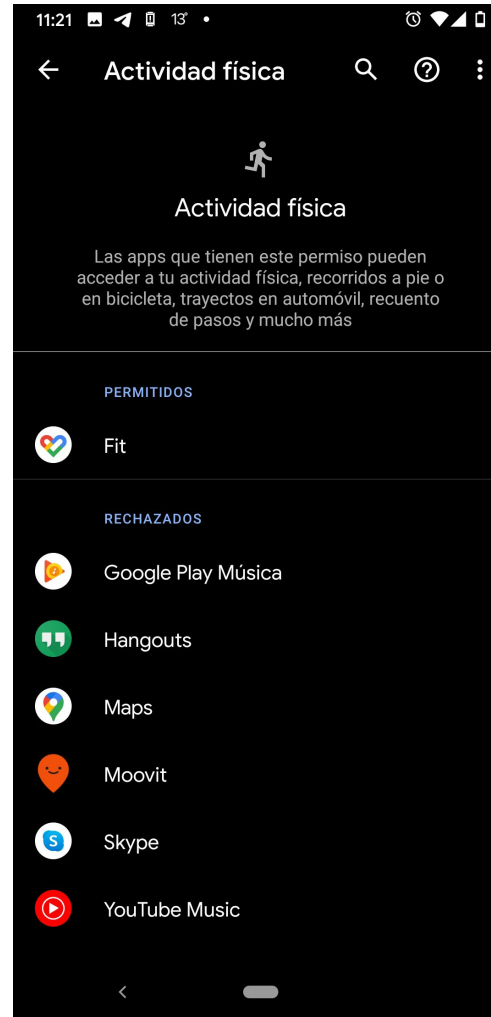 11:21 13°
Actividad física
Actividad física
Las apps que tienen este permiso pueden
acceder a tu actividad física, recorridos a pie o
en bicicleta, trayectos en automóvil, recuento
de pasos y mucho más
PERMITIDOS
Fit
RECHAZADOS
Google Play Música
Hangouts
Maps
Moovit
Skype
YouTube Music